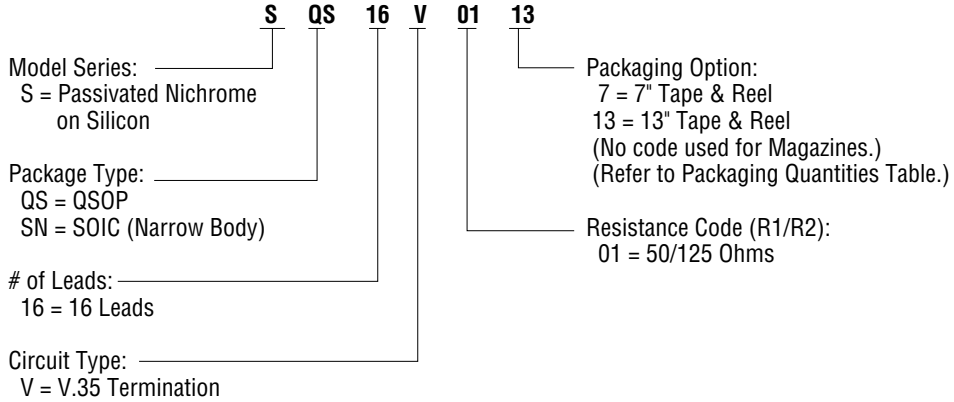 S QS 16 V 01 13
Model Series:
S = Passivated Nichrome
on Silicon
Package Type:
QS = QSOP
SN = SOIC (Narrow Body)
# of Leads:
16 = 16 Leads
Circuit Type:
V = V.35 Termination
Packaging Option:
7 = 7" Tape & Reel
13 = 13" Tape & Reel
(No code used for Magazines.)
(Refer to Packaging Quantities Table.)
Resistance Code (R1/R2):
01 = 50/125 Ohms